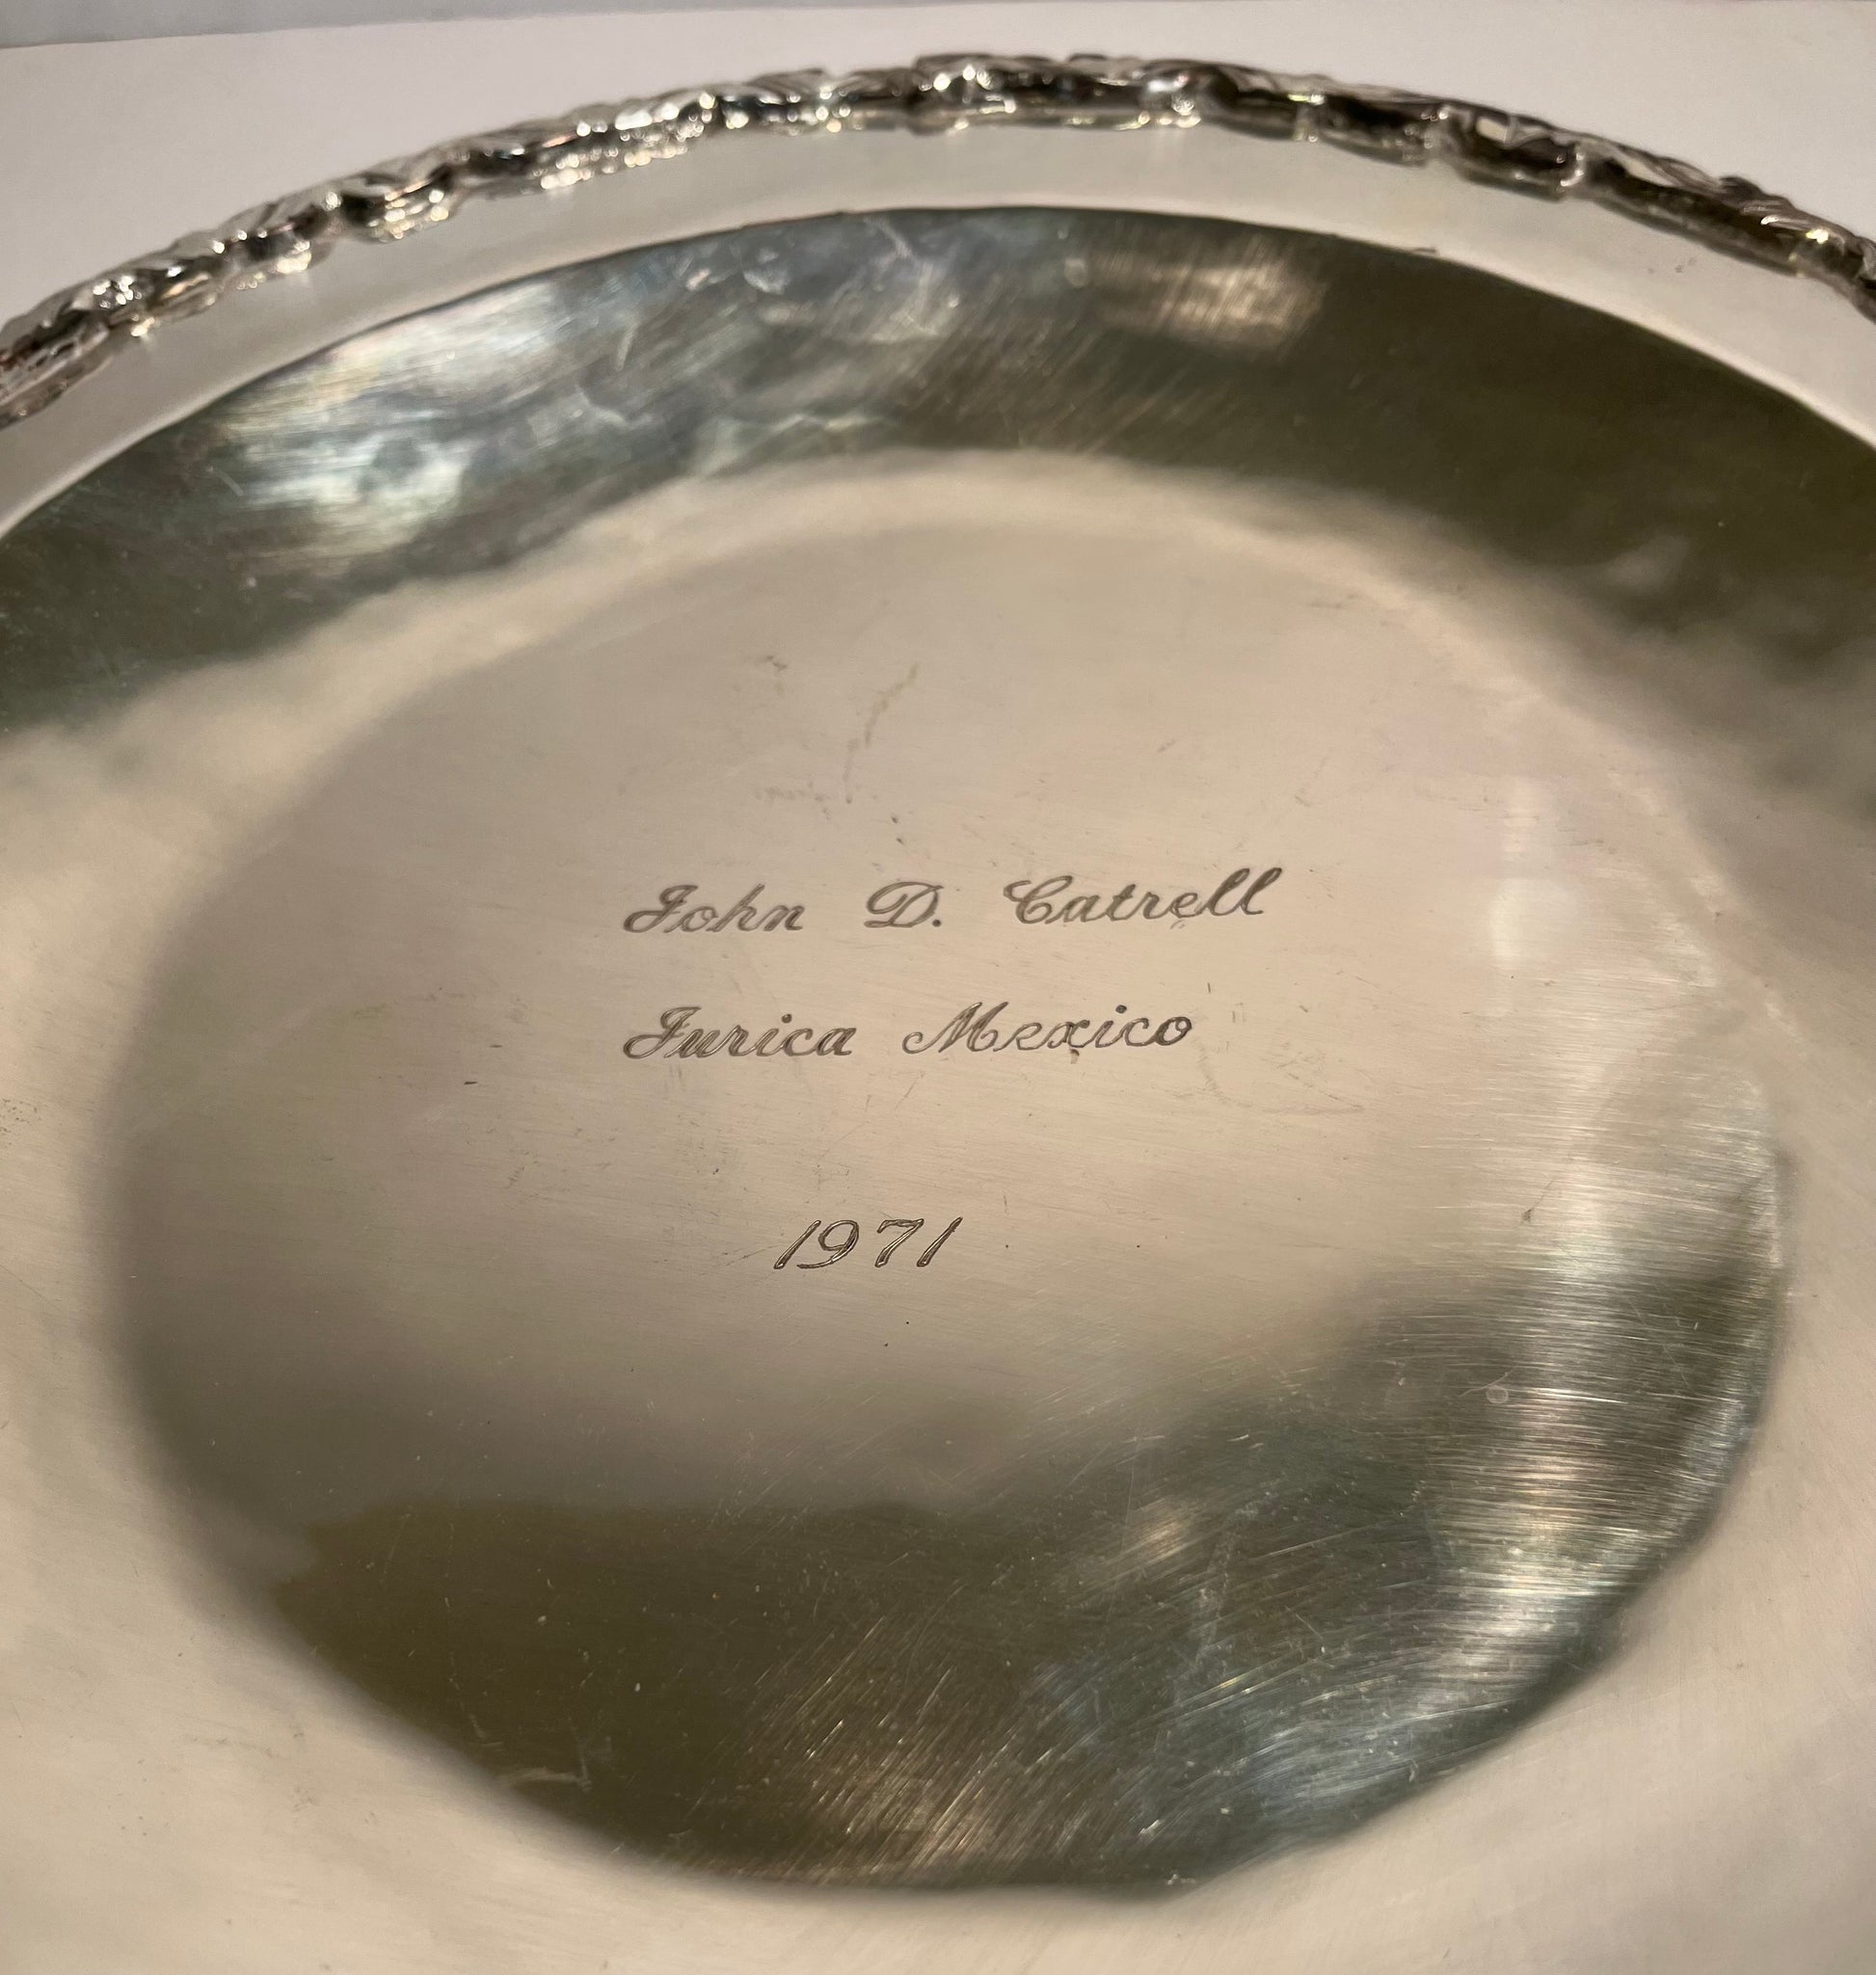 John D. Catrell
Jurica Mexico
1971